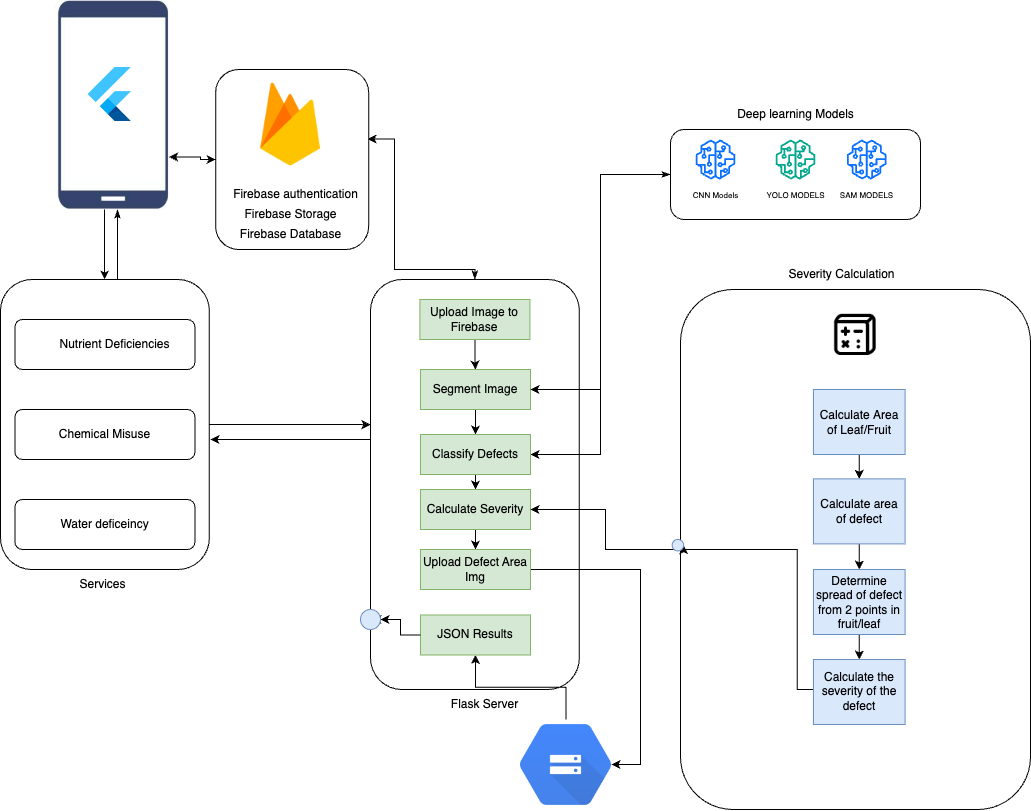 Firebase authentication
Firebase Storage
Firebase Database
Deep learning Models
CNN Models
YOLO MODELS
SAM MODELS
Nutrient Deficiencies
Chemical Misuse
Water deficeincy
Services
Upload Image to
Firebase
Segment Image
Classify Defects
Calculate Severity
Upload Defect Area
Img
JSON Results
Flask Server
Severity Calculation
Calculate Area
of Leaf/Fruit
Calculate area
of defect
Determine
spread of defect
from 2 points in
fruit/leaf
Calculate the
severity of the
defect